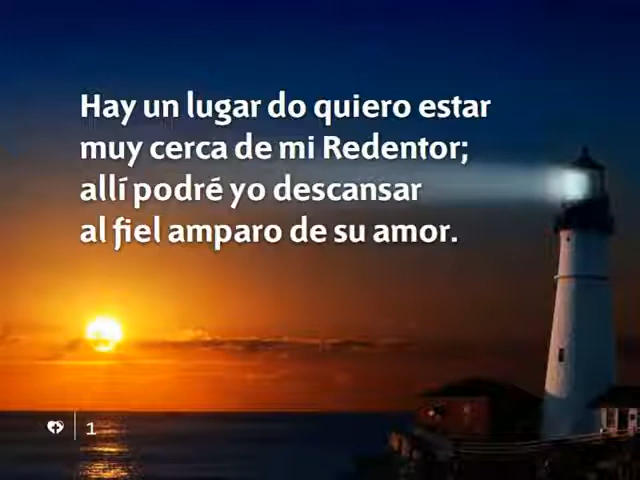 Hay un lugar do quiero estar
muy cerca de mi Redentor;
allí podré yo descansar
al fiel amparo de su amor.
1